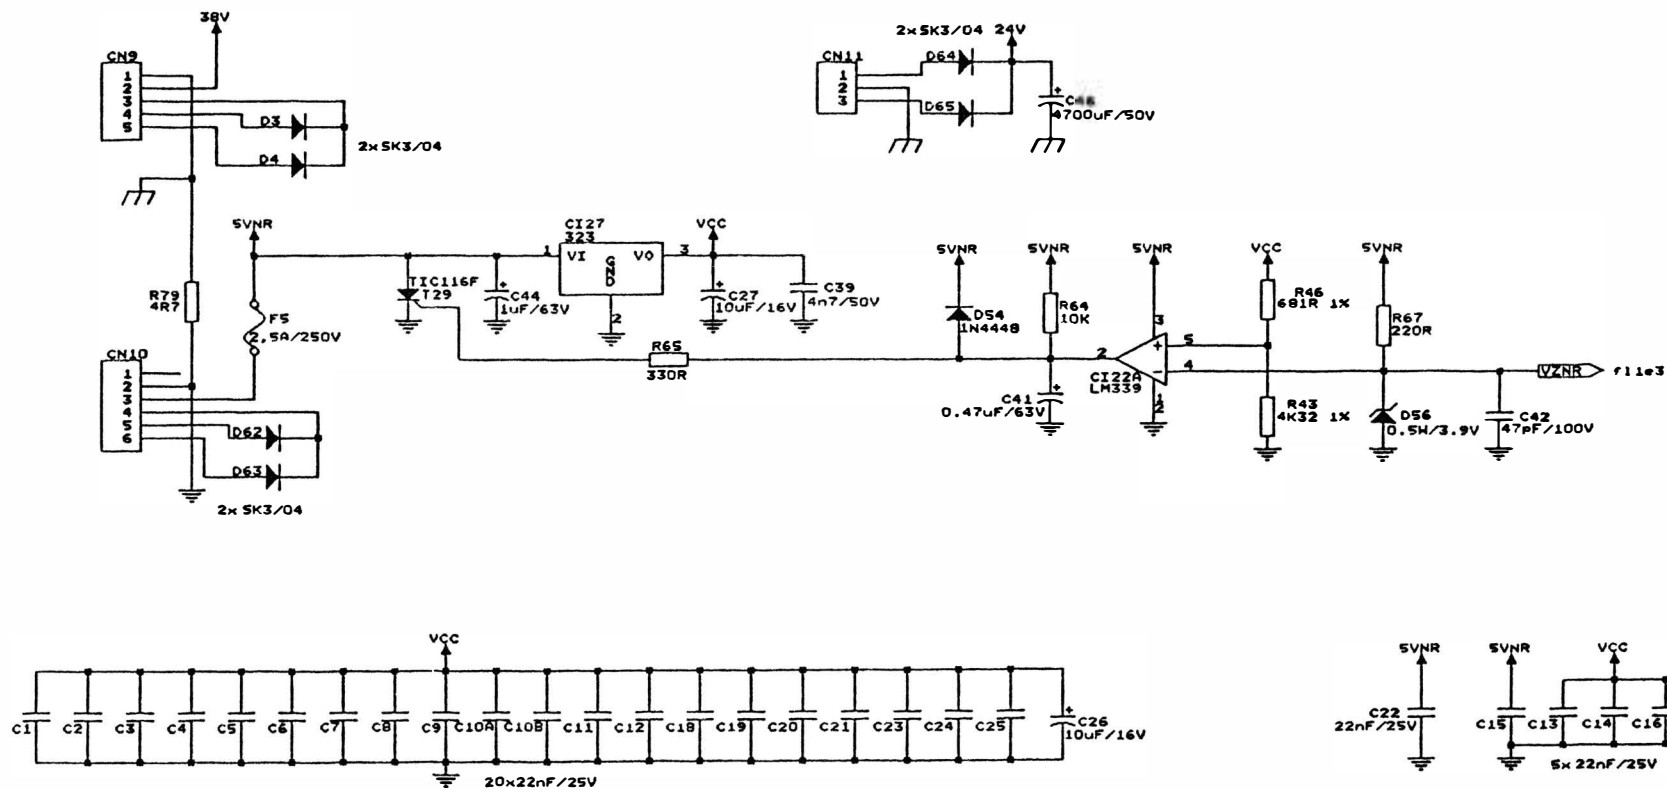 38V
CN9
1
2
3
4
5
D3
D4
2xSK3/04
2xSK3/04 24V
CN11
1
2
3
D64
D65
4700uF/50V
5VNR
R79
4R7
F5
2,5A/250V
CN10
1
2
3
4
5
6
D62
D63
2xSK3/04
TIC116F
T29
C44
1uF/63V
CI27
323
1
VI
GND
VO
3
2
VCC
C27
10uF/16V
C39
4n7/50V
R65
330R
5VNR
D54
1N4448
5VNR
R64
10K
C41
0.47uF/63V
5VNR
3
2
+
-
5
4
CI22A
LM339
12
VCC
R46
681R 1%
R43
4K32 1%
5VNR
R67
220R
D56
0.5W/3.9V
C42
47pF/100V
VZNR
f11e3
VCC
C1
C2
C3
C4
C5
C6
C7
C8
C9
C10A
C10B
C11
C12
C18
C19
C20
C21
C23
C24
C25
C26
10uF/16V
20x22nF/25V
5VNR
C22
22nF/25V
5VNR
C15
C13
VCC
C14
C16
5x22nF/25V